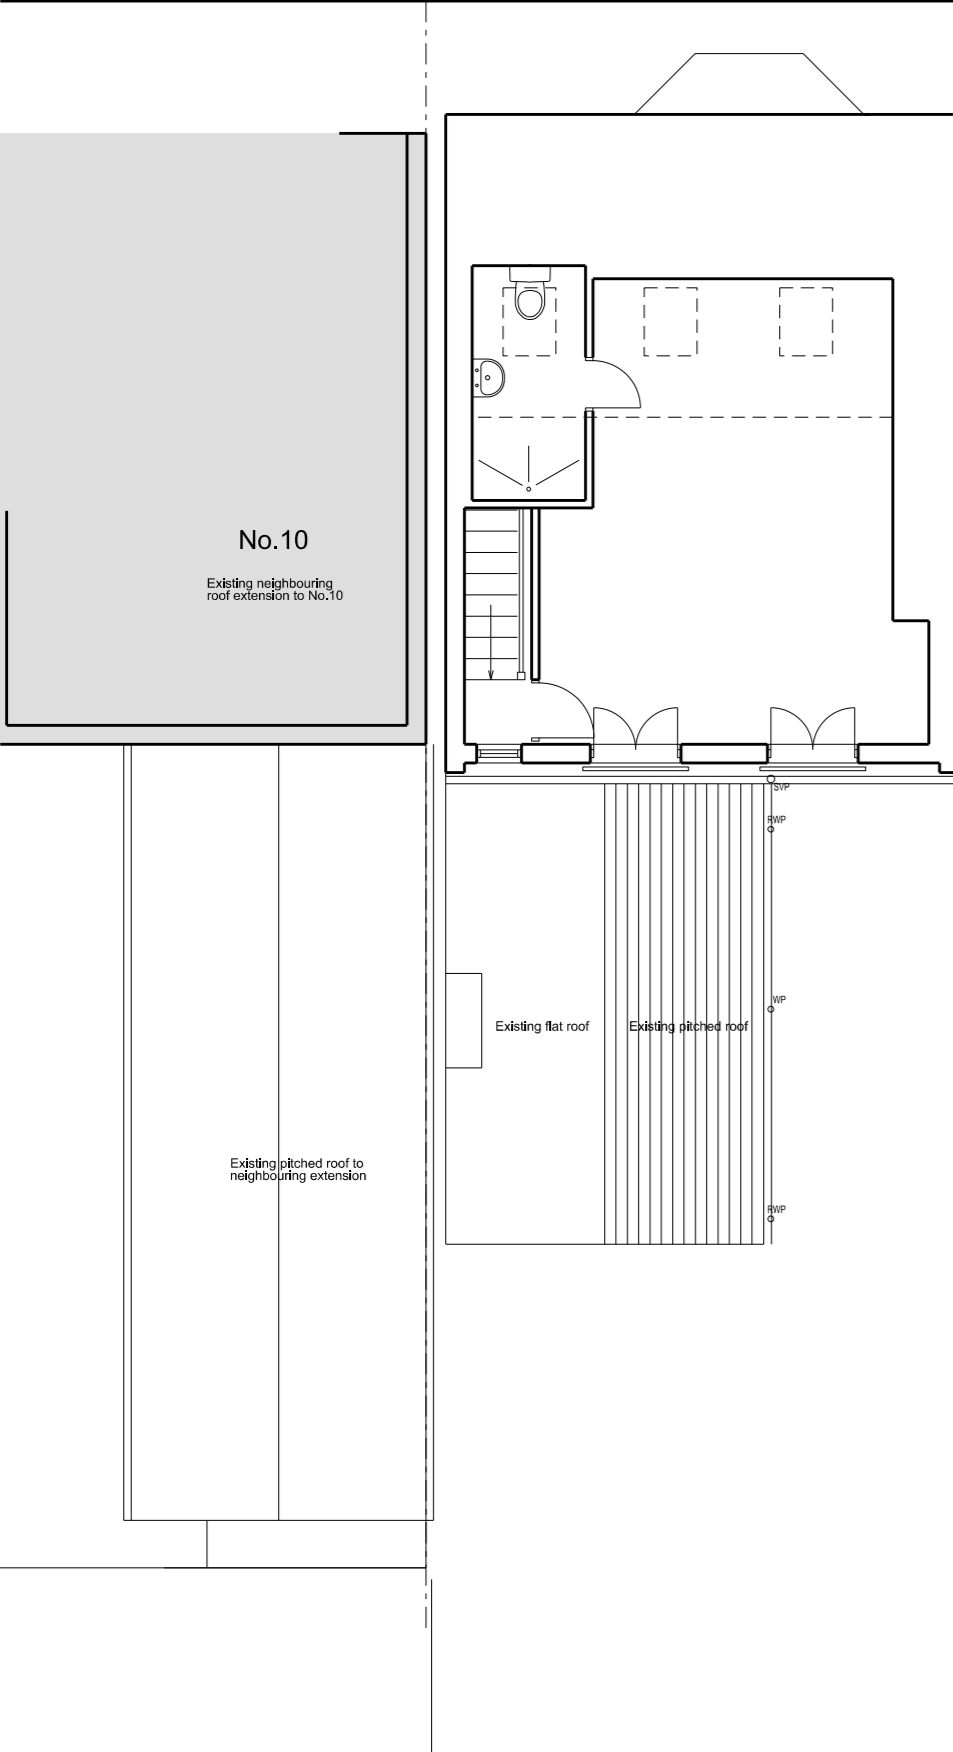 No.10
Existing neighbouring
roof extension to No.10
SVP
RWP
WP
Existing flat roof
Existing pitched roof
Existing pitched roof to
neighbouring extension
RWP